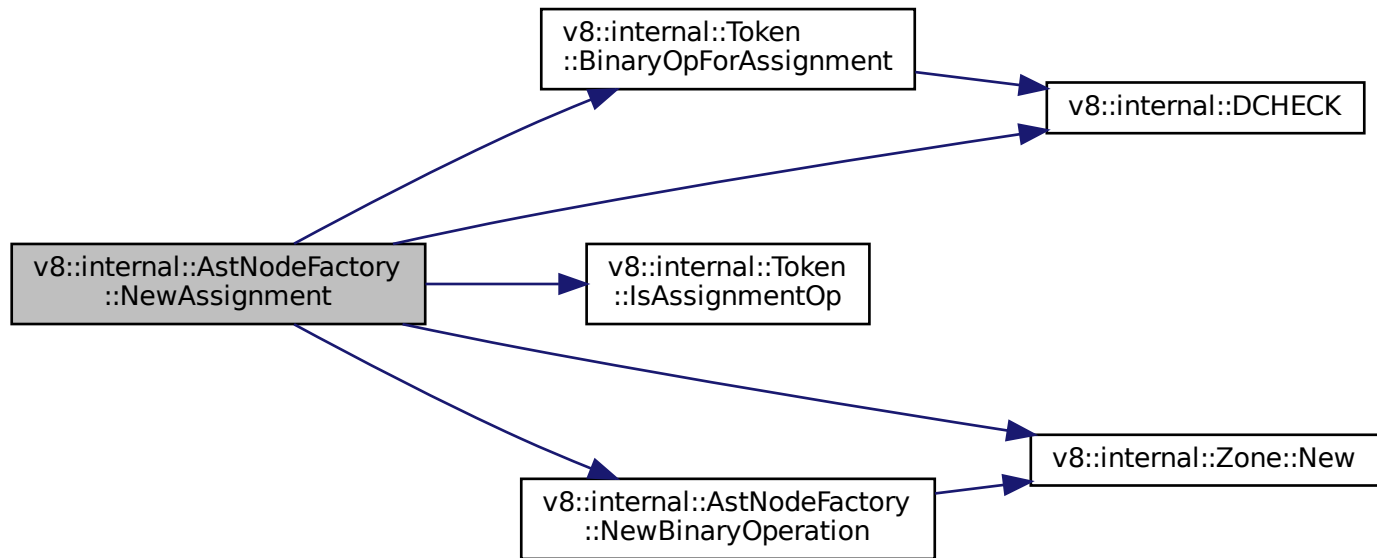 v8::internal::Token
::BinaryOpForAssignment
v8::internal::DCHECK
v8::internal::AstNodeFactory
::NewAssignment
v8::internal::Token
::IsAssignmentOp
v8::internal::Zone::New
v8::internal::AstNodeFactory
::NewBinaryOperation